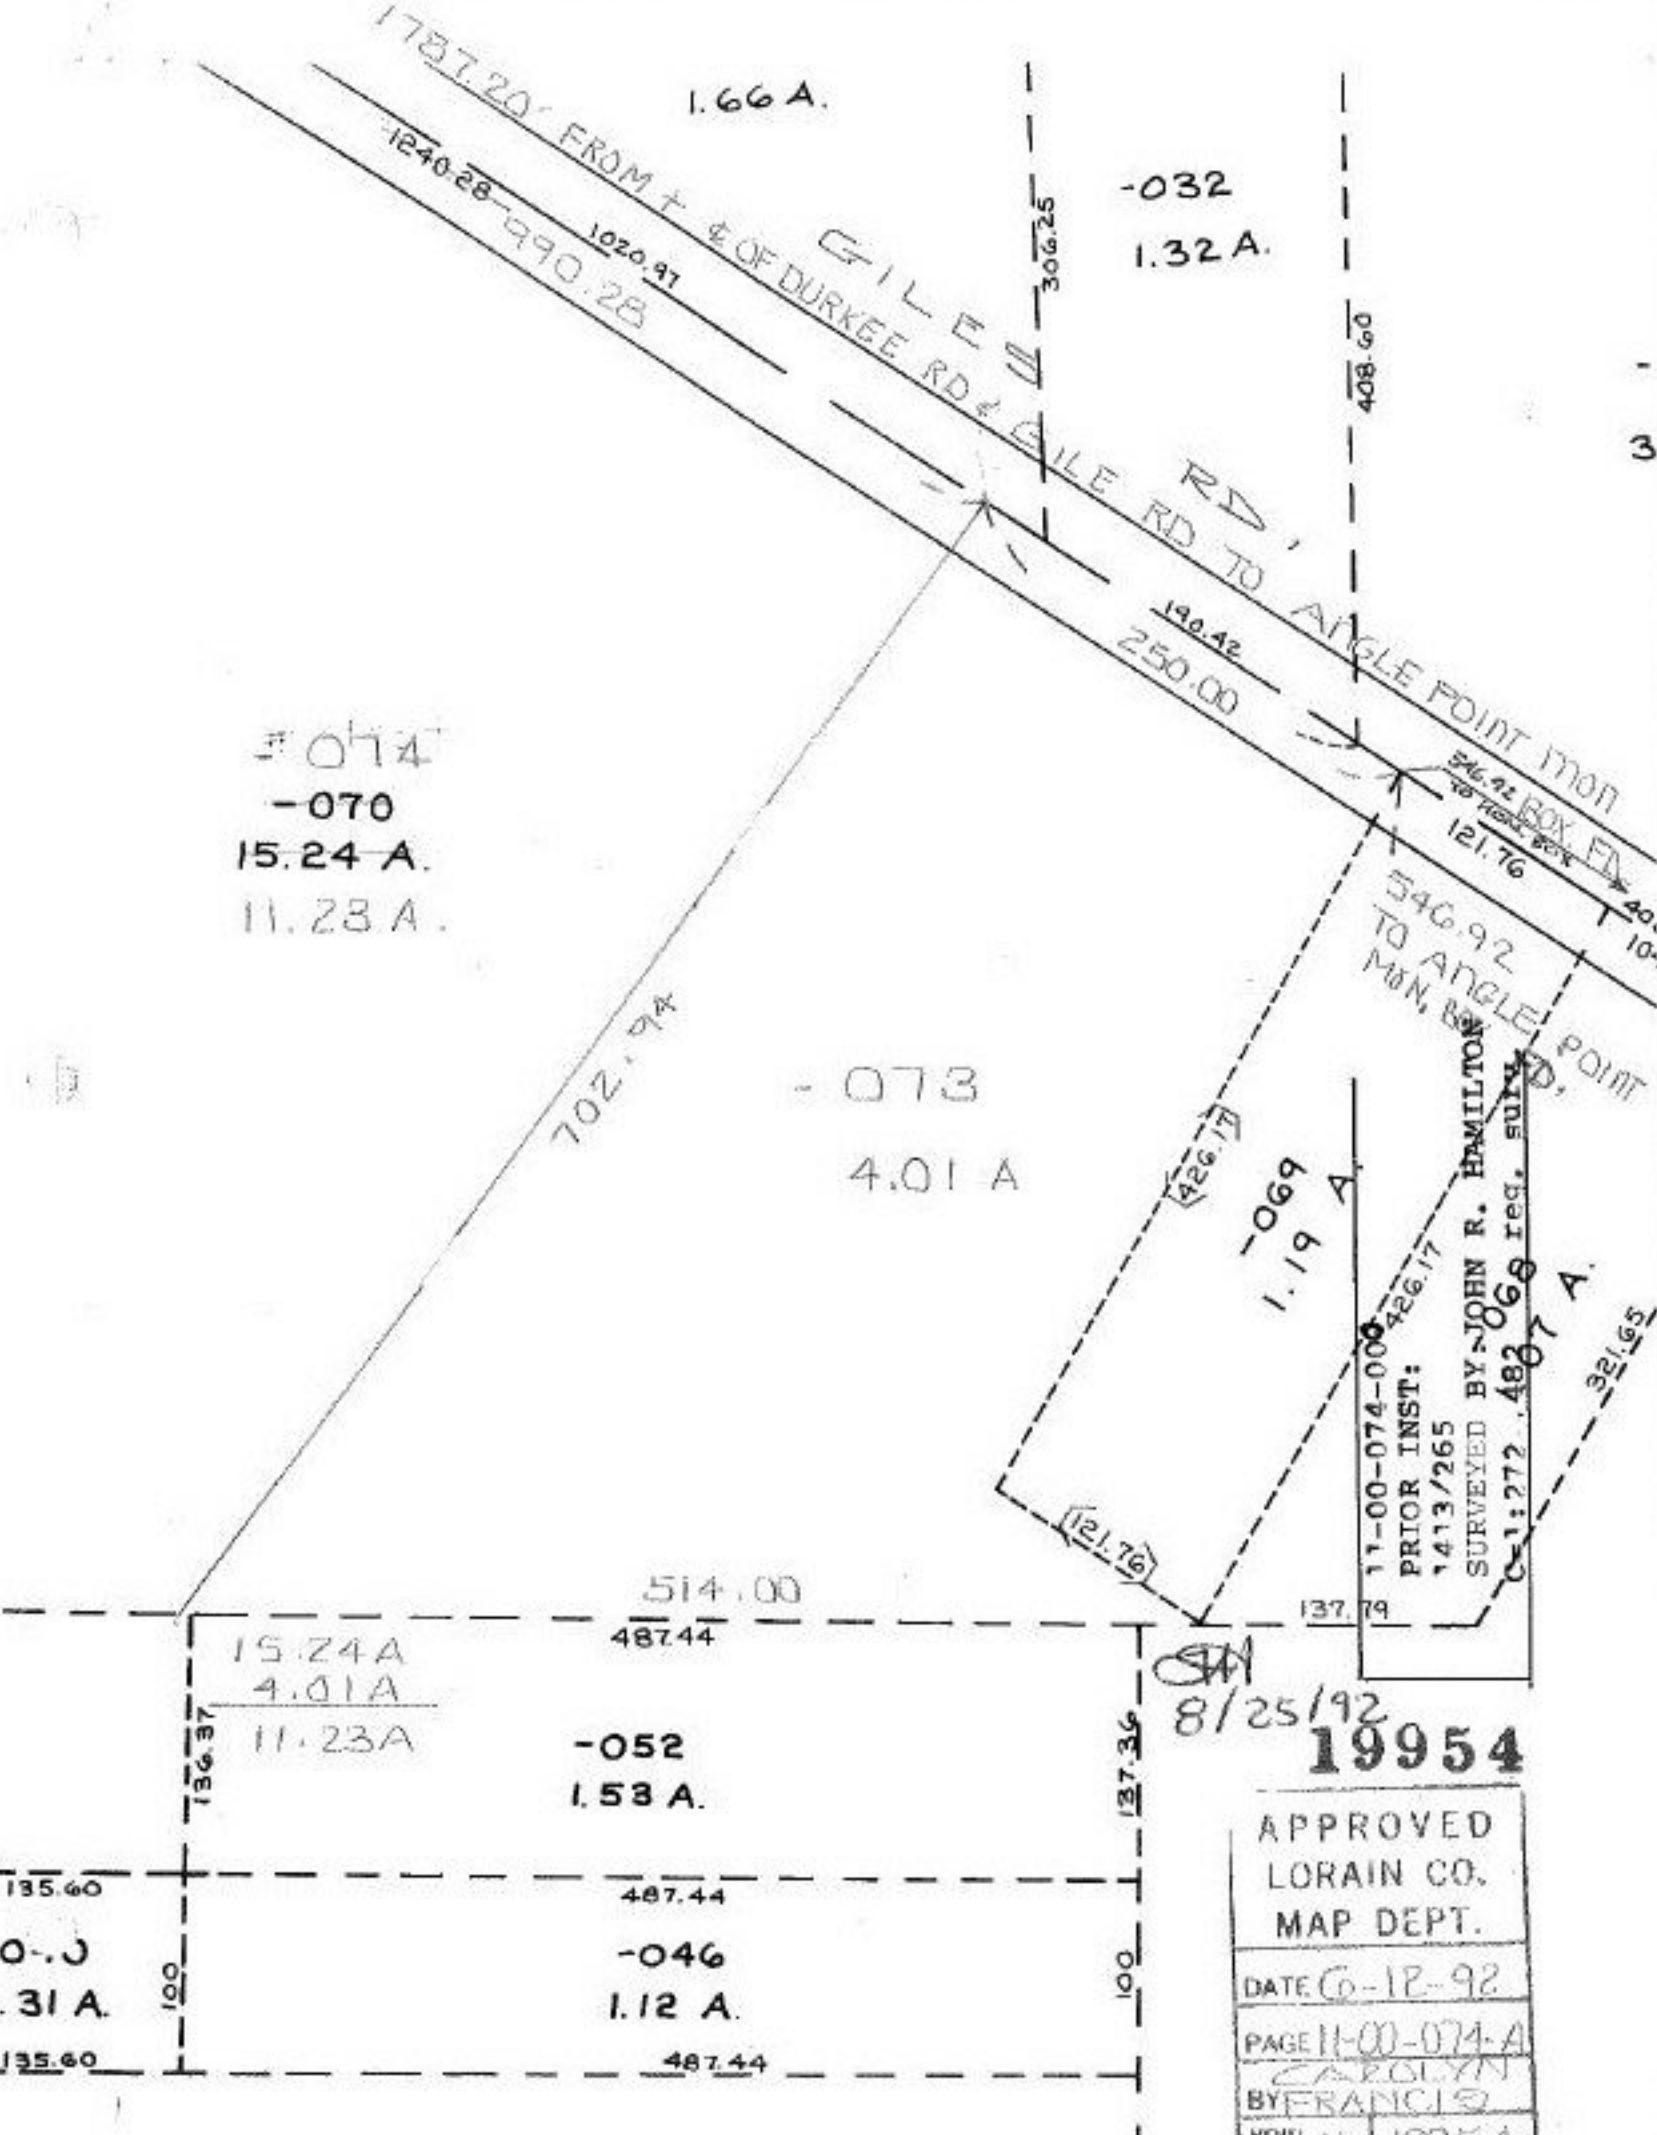 1787.20' FROM + ℄ OF DURKEE RD & GILE RD TO ANGLE POINT MON
BOX FD.
1.66 A.
-032
1.32 A.
306.25
408.60
3
GILES RD,
1240.28
990.28
1020.97
190.42
250.00
546.92
TO MON. BOX
121.76
546.92
TO ANGLE POINT
MON, BOX FD,
074
-070
15.24 A.
11.23 A.
702.94
-073
4.01 A
426.17
-069
1.19 A
426.17
068
07 A.
321.65
121.76
11-00-074-000
PRIOR INST:
1413/265
SURVEYED BY: JOHN R. HAMILTON
req. surv
514.00
487.44
137.79
15.24A
4.01A
11.23A
136.37
-052
1.53 A.
137.36
8/25/92
19954
135.60
487.44
31 A.
100
-046
1.12 A.
100
135.60
487.44
APPROVED
LORAIN CO.
MAP DEPT.
DATE 6-12-92
PAGE 11-00-074-A
CAROLYN
BY FRANCIS